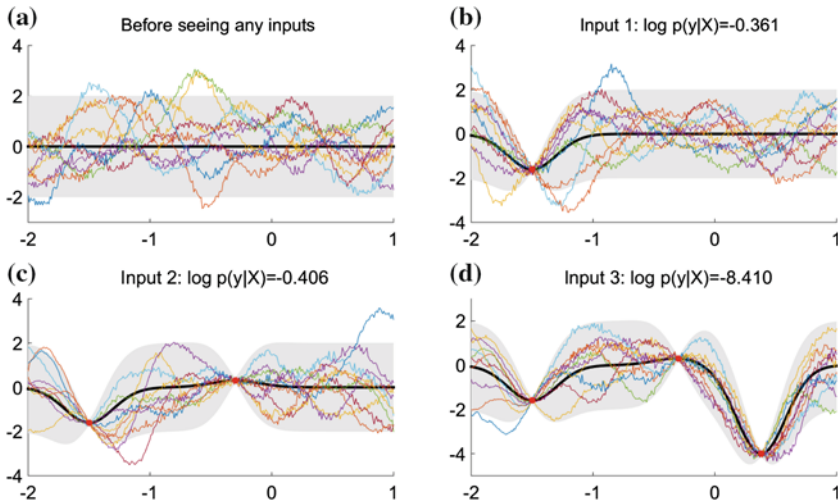 (a)
Before seeing any inputs
4
2
0
-2
-2 -1 0 1
(b)
Input 1: log p(y|X)=-0.361
4
2
0
-2
-4
-2 -1 0 1
(c)
Input 2: log p(y|X)=-0.406
4
2
0
-2
-4
-2 -1 0 1
(d)
Input 3: log p(y|X)=-8.410
4
2
0
-2
-4
-2 -1 0 1